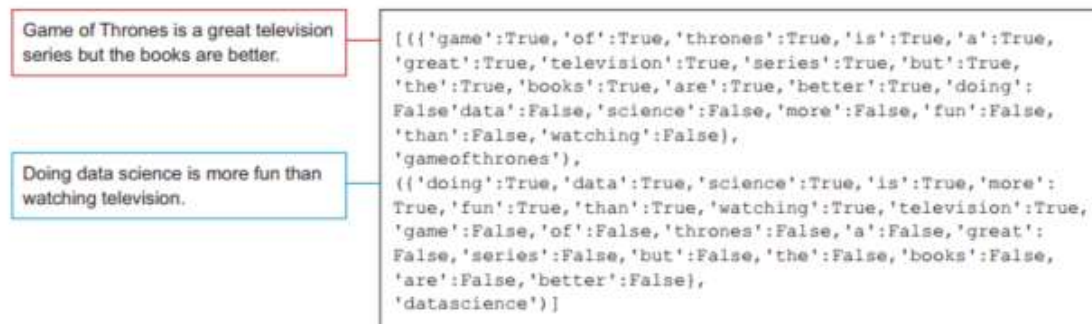 Game of Thrones is a great television
series but the books are better.
Doing data science is more fun than
watching television.
[({'game':True,'of':True,'thrones':True,'is':True,'a':True,
'great':True,'television':True,'series':True,'but':True,
'the':True,'books':True,'are':True,'better':True,'doing':
False'data':False,'science':False,'more':False,'fun':False,
'than':False,'watching':False},
'gameofthrones'),
({'doing':True,'data':True,'science':True,'is':True,'more':
True,'fun':True,'than':True,'watching':True,'television':True,
'game':False,'of':False,'thrones':False,'a':False,'great':
False,'series':False,'but':False,'the':False,'books':False,
'are':False,'better':False},
'datascience')]